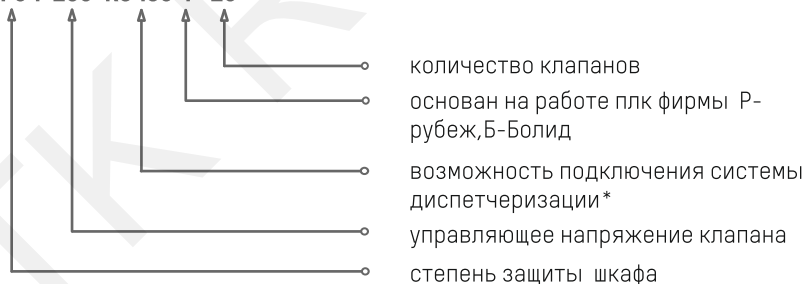 количество клапанов
основан на работе плк фирмы Р-
рубеж,Б-Болид
возможность подключения системы
диспетчеризации*
управляющее напряжение клапана
степень защиты шкафа